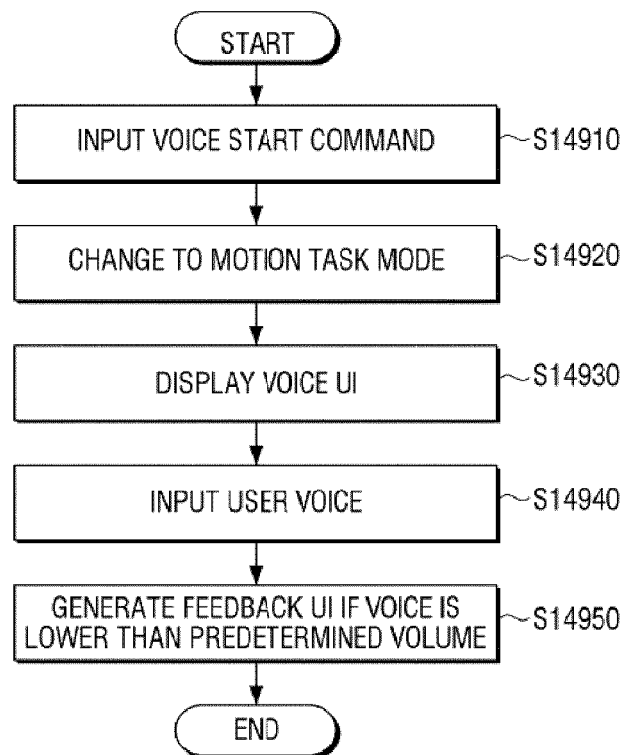 START
INPUT VOICE START COMMAND
S14910
CHANGE TO MOTION TASK MODE
S14920
DISPLAY VOICE UI
S14930
INPUT USER VOICE
S14940
GENERATE FEEDBACK UI IF VOICE IS
LOWER THAN PREDETERMINED VOLUME
S14950
END